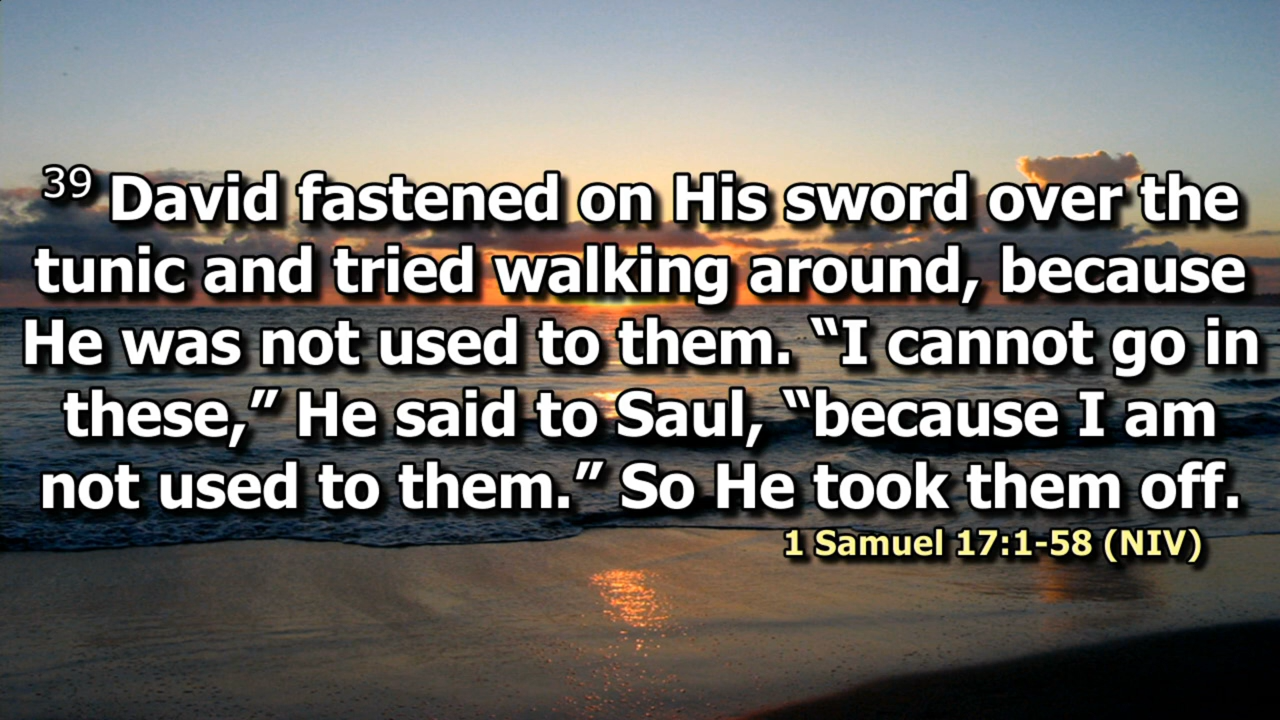 39 David fastened on His sword over the
tunic and tried walking around, because
He was not used to them. “I cannot go in
these,” He said to Saul, “because I am
not used to them.” So He took them off.
1 Samuel 17:1-58 (NIV)